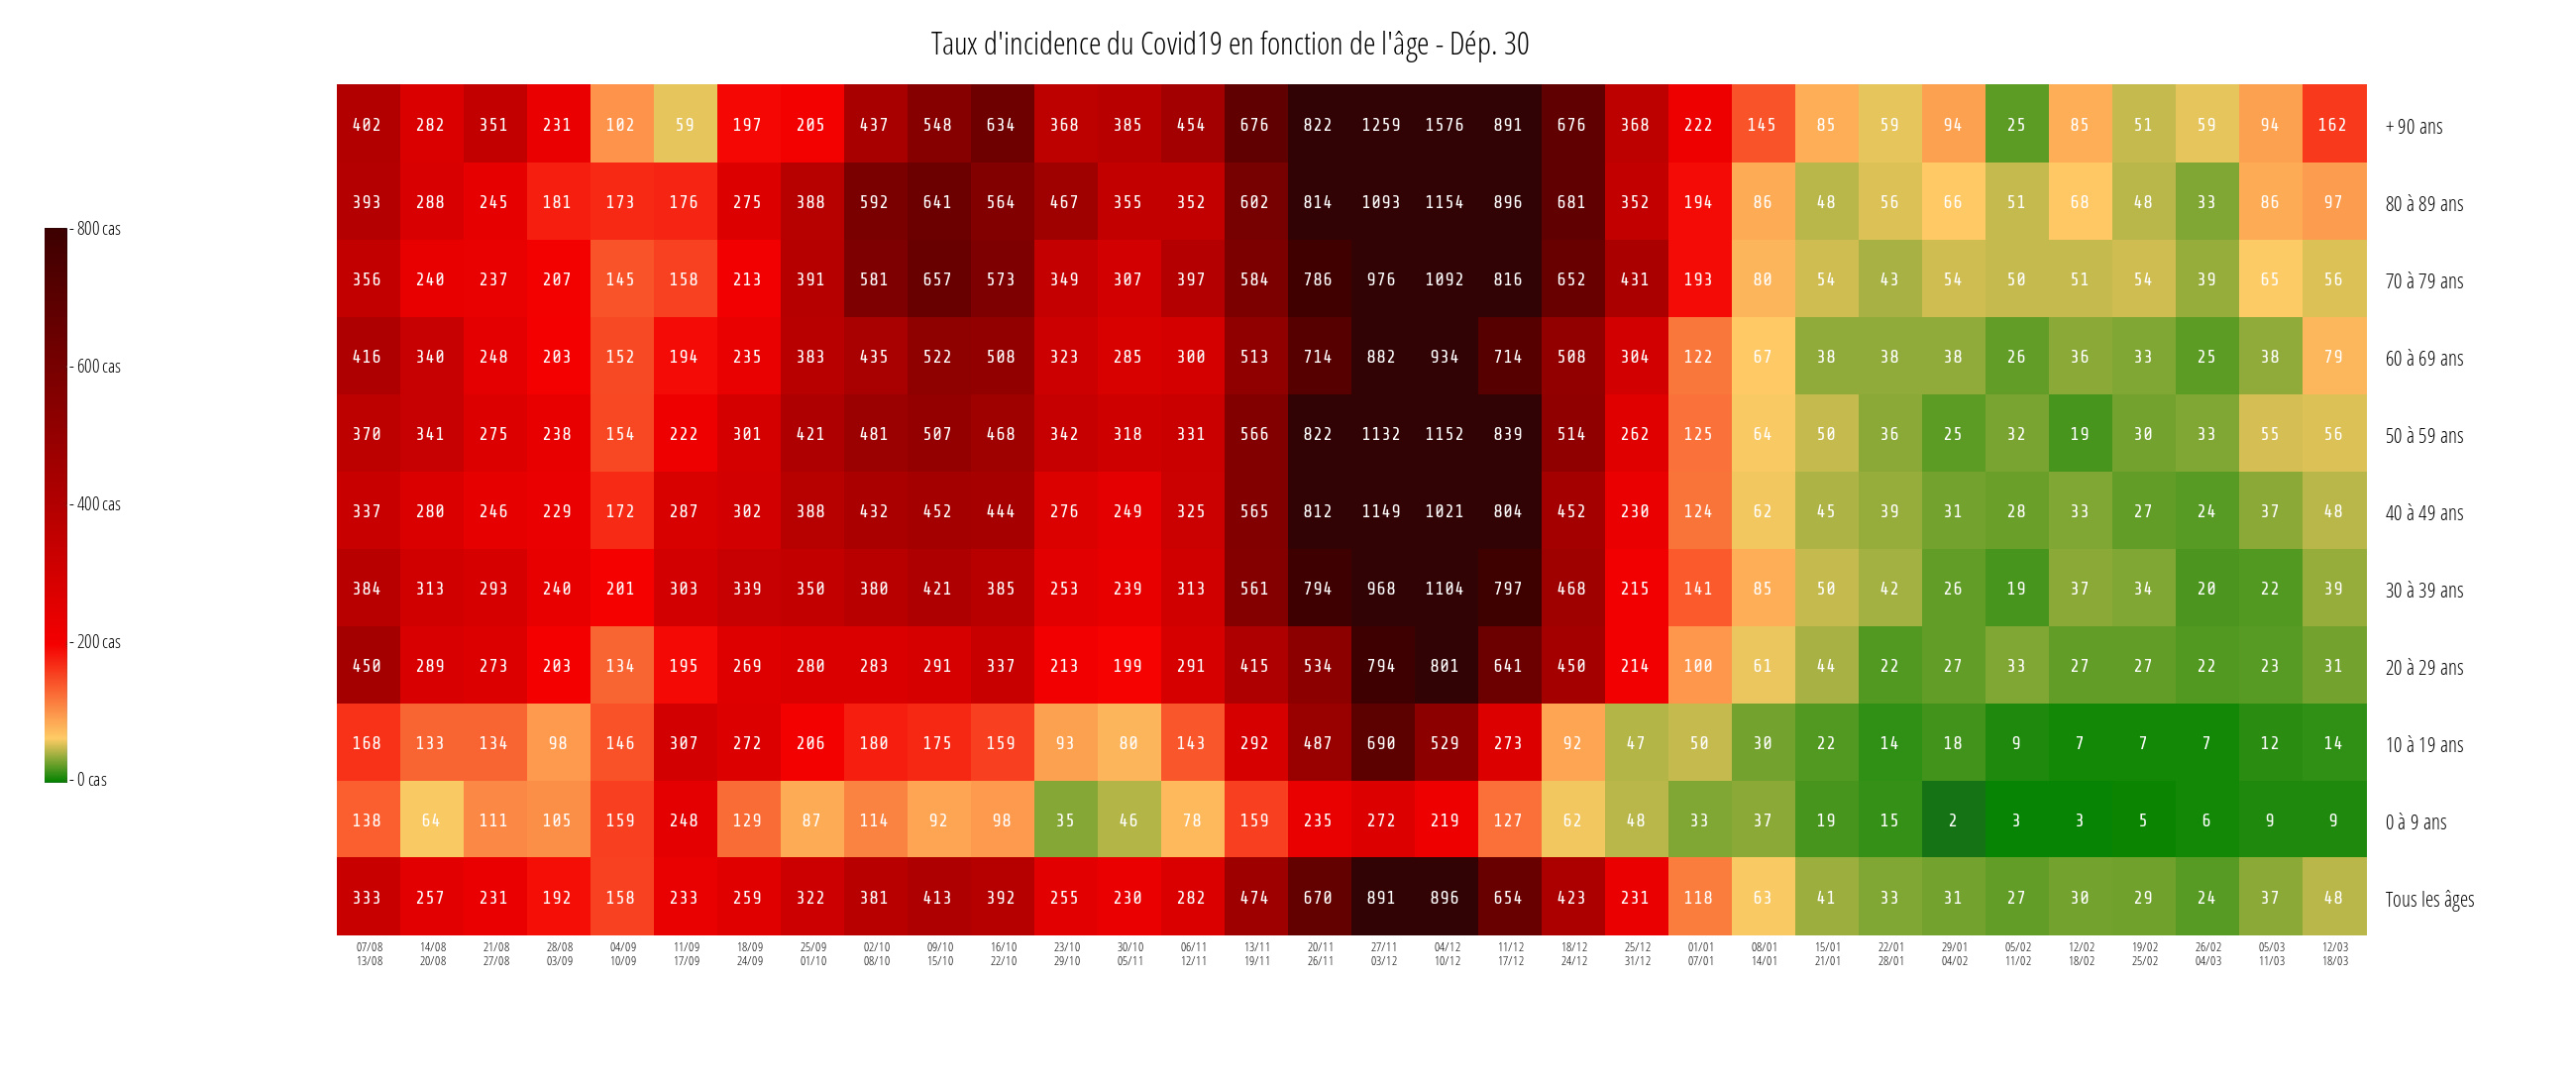 Taux d'incidence du Covid19 en fonction de l'âge - Dép. 30
- 800 cas
- 600 cas
- 400 cas
- 200 cas
- 0 cas
402 282 351 231 102 59 197 205 437 548 634 368 385 454 676 822 1259 1576 891 676 368 222 145 85 59 94 25 85 51 59 94 162 + 90 ans
393 288 245 181 173 176 275 388 592 641 564 467 355 352 602 814 1093 1154 896 681 352 194 86 48 56 66 51 68 48 33 86 97 80 à 89 ans
356 240 237 207 145 158 213 391 581 657 573 349 307 397 584 786 976 1092 816 652 431 193 80 54 43 54 50 51 54 39 65 56 70 à 79 ans
416 340 248 203 152 194 235 383 435 522 508 323 285 300 513 714 882 934 714 508 304 122 67 38 38 38 26 36 33 25 38 79 60 à 69 ans
370 341 275 238 154 222 301 421 481 507 468 342 318 331 566 822 1132 1152 839 514 262 125 64 50 36 25 32 19 30 33 55 56 50 à 59 ans
337 280 246 229 172 287 302 388 432 452 444 276 249 325 565 812 1149 1021 804 452 230 124 62 45 39 31 28 33 27 24 37 48 40 à 49 ans
384 313 293 240 201 303 339 350 380 421 385 253 239 313 561 794 968 1104 797 468 215 141 85 50 42 26 19 37 34 20 22 39 30 à 39 ans
450 289 273 203 134 195 269 280 283 291 337 213 199 291 415 534 794 801 641 450 214 100 61 44 22 27 33 27 27 22 23 31 20 à 29 ans
168 133 134 98 146 307 272 206 180 175 159 93 80 143 292 487 690 529 273 92 47 50 30 22 14 18 9 7 7 7 12 14 10 à 19 ans
138 64 111 105 159 248 129 87 114 92 98 35 46 78 159 235 272 219 127 62 48 33 37 19 15 2 3 3 5 6 9 9 0 à 9 ans
333 257 231 192 158 233 259 322 381 413 392 255 230 282 474 670 891 896 654 423 231 118 63 41 33 31 27 30 29 24 37 48 Tous les âges
07/08 14/08 21/08 28/08 04/09 11/09 18/09 25/09 02/10 09/10 16/10 23/10 30/10 06/11 13/11 20/11 27/11 04/12 11/12 18/12 25/12 01/01 08/01 15/01 22/01 29/01 05/02 12/02 19/02 26/02 05/03 12/03
13/08 20/08 27/08 03/09 10/09 17/09 24/09 01/10 08/10 15/10 22/10 29/10 05/11 12/11 19/11 26/11 03/12 10/12 17/12 24/12 31/12 07/01 14/01 21/01 28/01 04/02 11/02 18/02 25/02 04/03 11/03 18/03